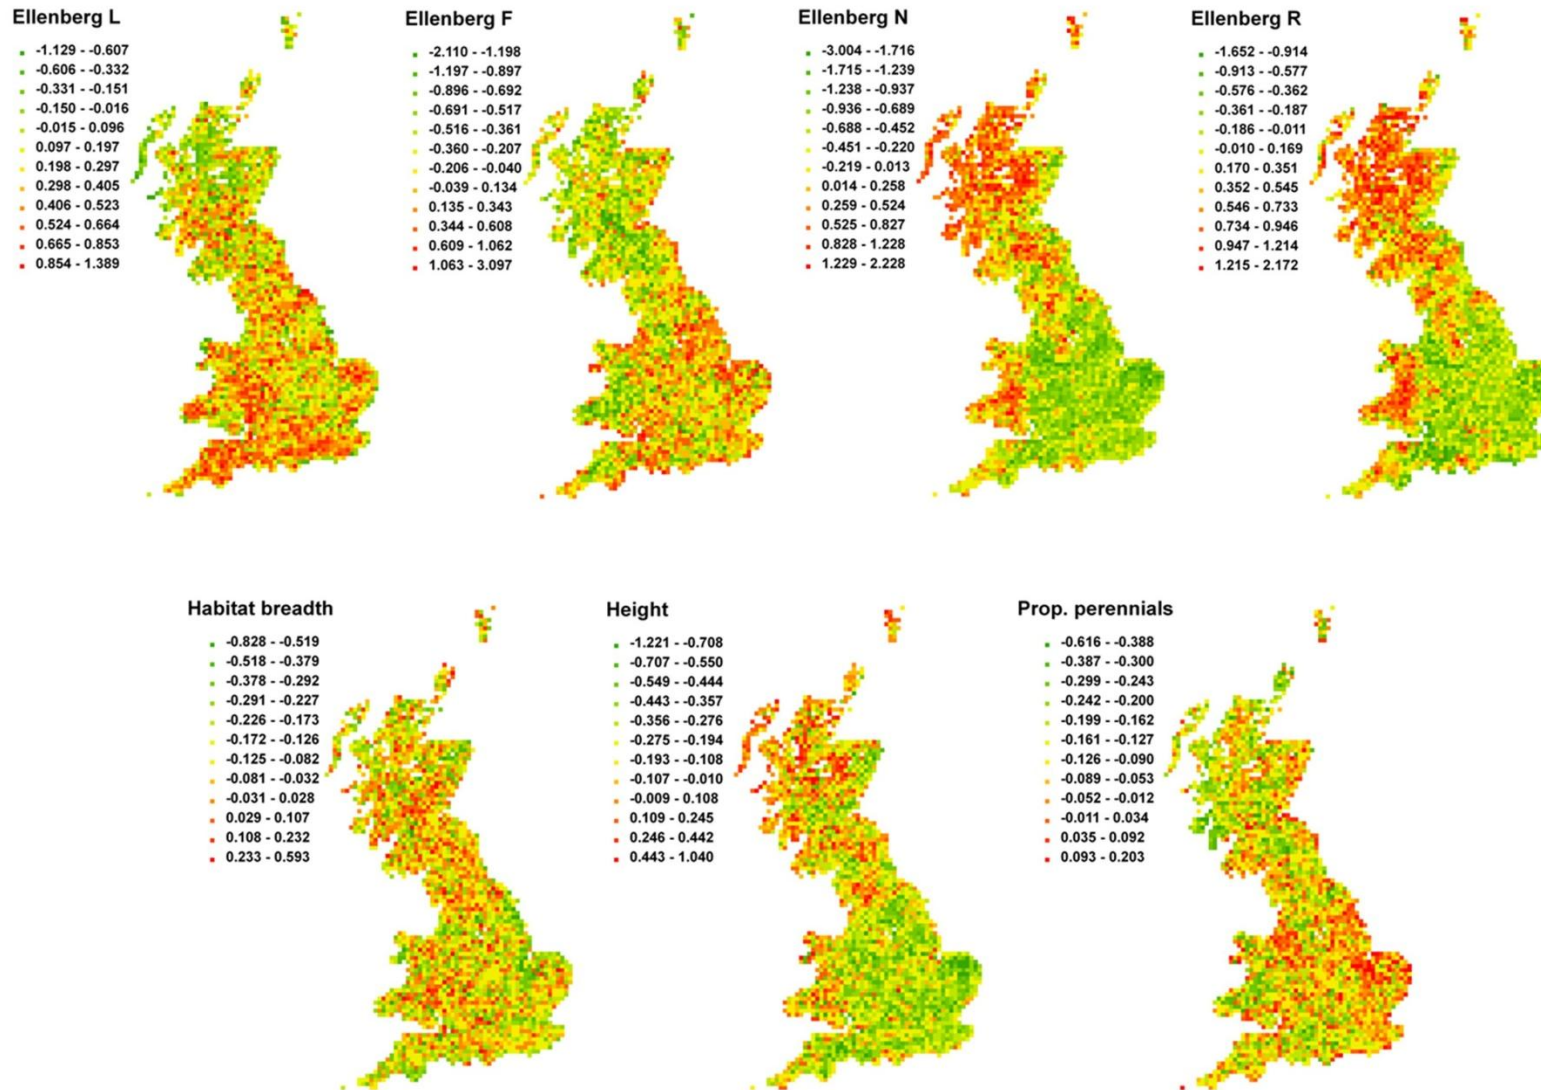 Ellenberg L
-1.129 - -0.607
-0.606 - -0.332
-0.331 - -0.151
-0.150 - -0.016
-0.015 - 0.096
0.097 - 0.197
0.198 - 0.297
0.298 - 0.405
0.406 - 0.523
0.524 - 0.664
0.665 - 0.853
0.854 - 1.389
Ellenberg F
-2.110 - -1.198
-1.197 - -0.897
-0.896 - -0.692
-0.691 - -0.517
-0.516 - -0.361
-0.360 - -0.207
-0.206 - -0.040
-0.039 - 0.134
0.135 - 0.343
0.344 - 0.608
0.609 - 1.062
1.063 - 3.097
Ellenberg N
-3.004 - -1.716
-1.715 - -1.239
-1.238 - -0.937
-0.936 - -0.689
-0.688 - -0.452
-0.451 - -0.220
-0.219 - 0.013
0.014 - 0.258
0.259 - 0.524
0.525 - 0.827
0.828 - 1.228
1.229 - 2.228
Ellenberg R
-1.652 - -0.914
-0.913 - -0.577
-0.576 - -0.362
-0.361 - -0.187
-0.186 - -0.011
-0.010 - 0.169
0.170 - 0.351
0.352 - 0.545
0.546 - 0.733
0.734 - 0.946
0.947 - 1.214
1.215 - 2.172
Habitat breadth
-0.828 - -0.519
-0.518 - -0.379
-0.378 - -0.292
-0.291 - -0.227
-0.226 - -0.173
-0.172 - -0.126
-0.125 - -0.082
-0.081 - -0.032
-0.031 - 0.028
0.029 - 0.107
0.108 - 0.232
0.233 - 0.593
Height
-1.221 - -0.708
-0.707 - -0.550
-0.549 - -0.444
-0.443 - -0.357
-0.356 - -0.276
-0.275 - -0.194
-0.193 - -0.108
-0.107 - -0.010
-0.009 - 0.108
0.109 - 0.245
0.246 - 0.442
0.443 - 1.040
Prop. perennials
-0.616 - -0.388
-0.387 - -0.300
-0.299 - -0.243
-0.242 - -0.200
-0.199 - -0.162
-0.161 - -0.127
-0.126 - -0.090
-0.089 - -0.053
-0.052 - -0.012
-0.011 - 0.034
0.035 - 0.092
0.093 - 0.203